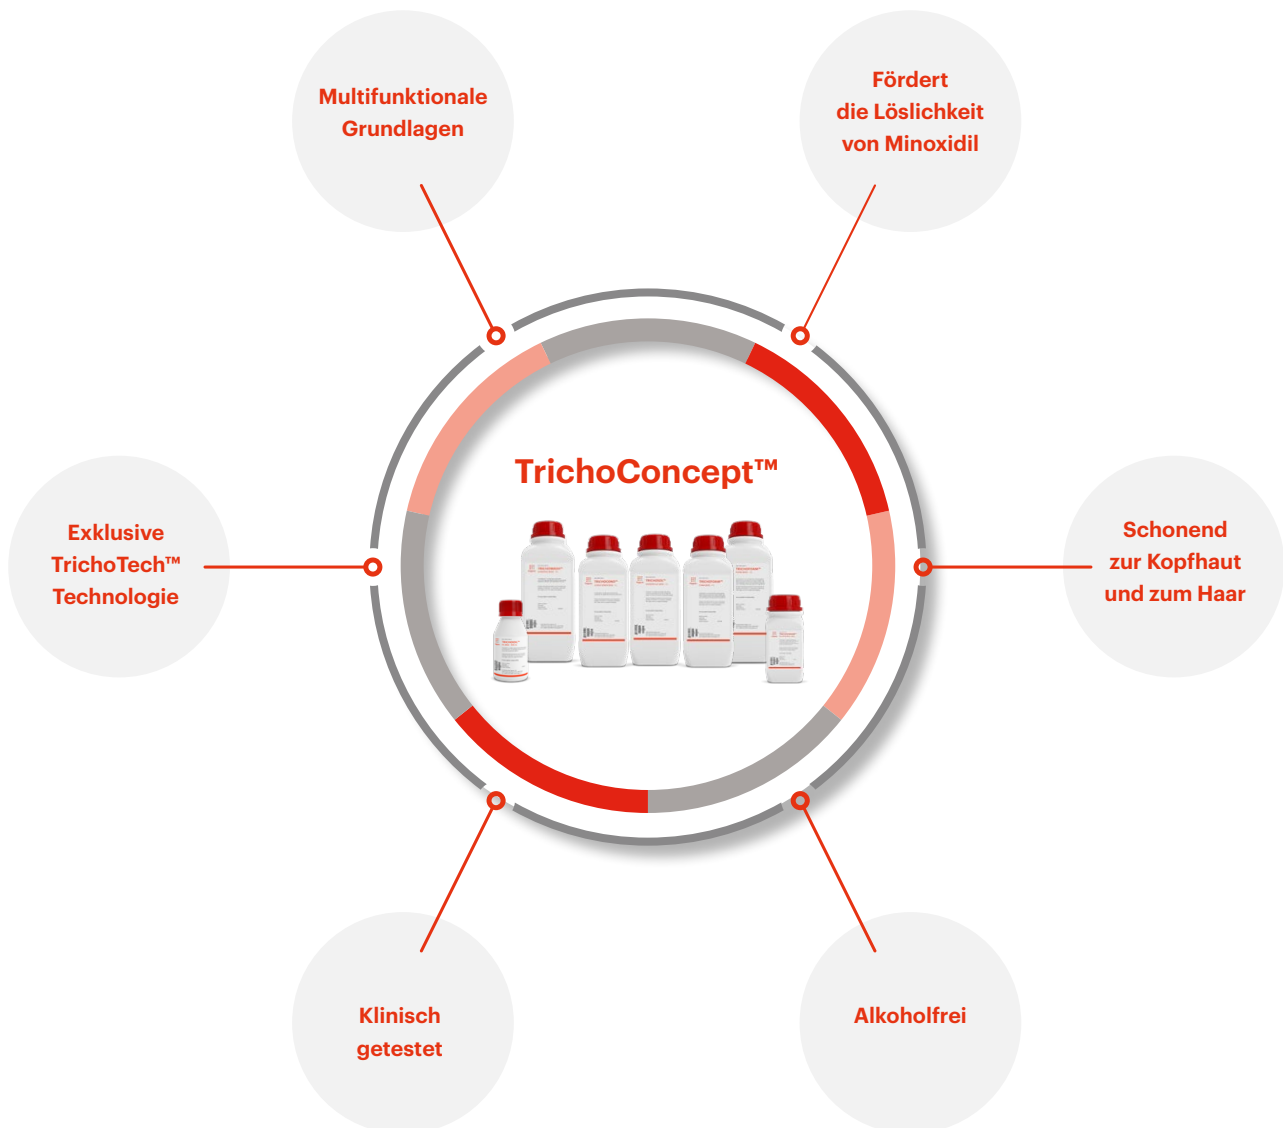 Multifunktionale
Grundlagen
Fördert
die Löslichkeit
von Minoxidil
TrichoConcept™
Exklusive
TrichoTech™
Technologie
Schonend
zur Kopfhaut
und zum Haar
Klinisch
getestet
Alkoholfrei